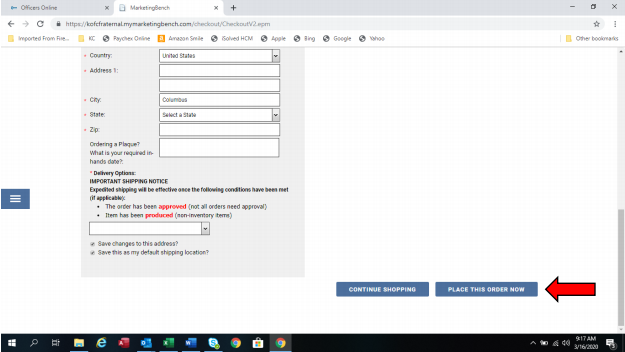 Officers Online
MarketingBench
https://kofcfraternal.mymarketingbench.com/checkout/CheckoutV2.epm
Imported From Fire... KC Paychex Online Amazon Smile iSolved HCM Apple Bing Google Yahoo Other bookmarks
* Country: United States
* Address 1:
* City: Columbus
* State: Select a State
* Zip:
Ordering a Plaque?
What is your required in-
hands date?:
* Delivery Options:
IMPORTANT SHIPPING NOTICE
Expedited shipping will be effective once the following conditions have been met
(if applicable):
• The order has been approved (not all orders need approval)
• Item has been produced (non-inventory items)
Save changes to this address?
Save this as my default shipping location?
CONTINUE SHOPPING PLACE THIS ORDER NOW
9:17 AM
3/16/2020